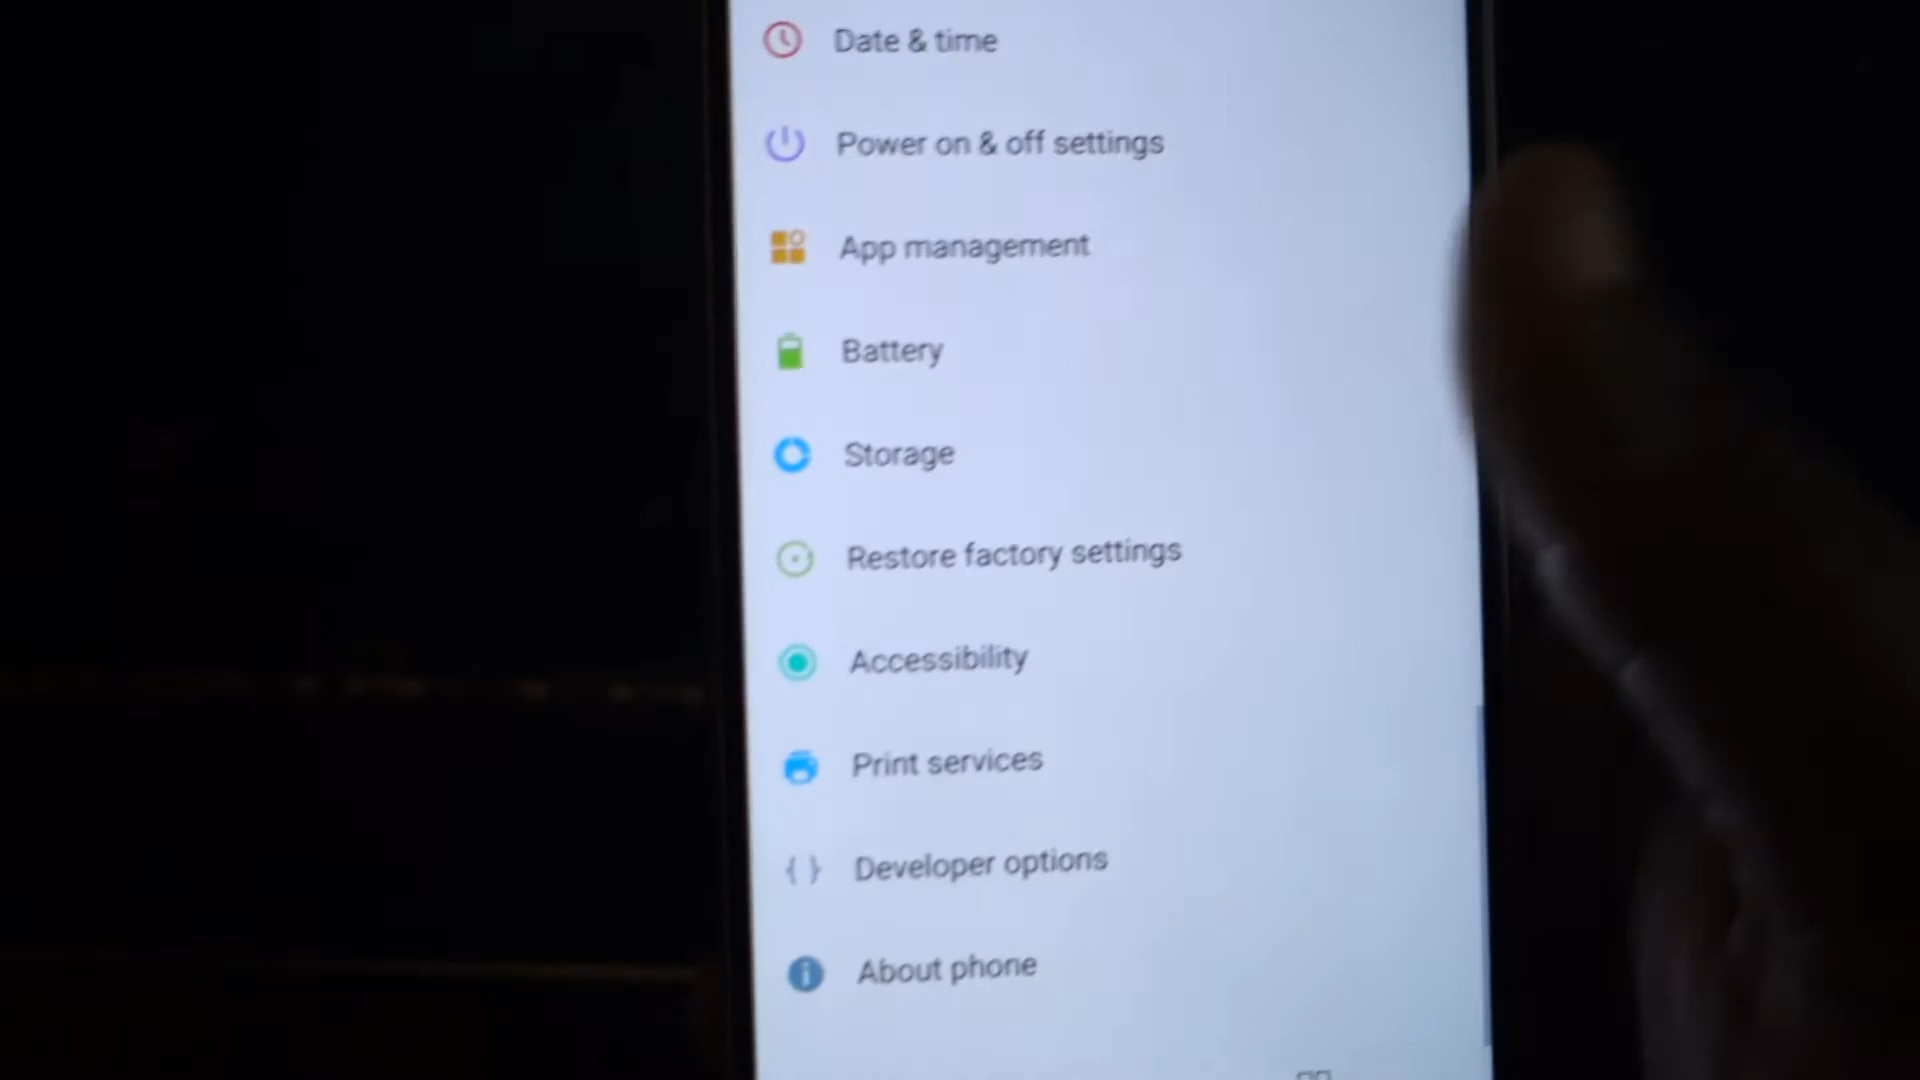 Date & time
Power on & off settings
App management
Battery
Storage
Restore factory settings
Accessibility
Print services
Developer options
About phone